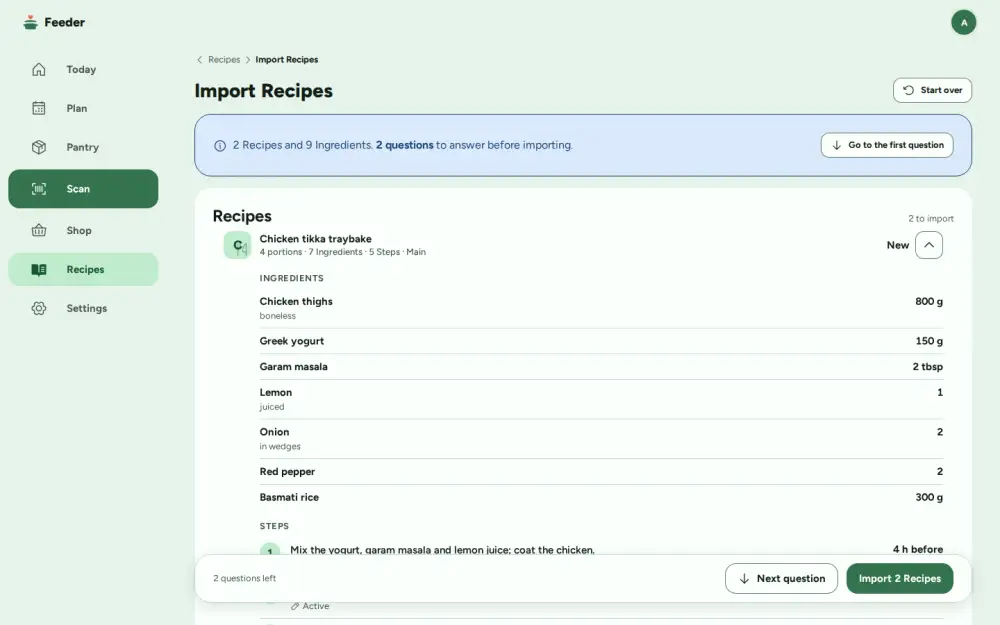 Feeder
A
Today
Plan
Pantry
Scan
Shop
Recipes
Settings
Recipes > Import Recipes
Import Recipes
Start over
2 Recipes and 9 Ingredients. 2 questions to answer before importing.
Go to the first question
Recipes
2 to import
C
Chicken tikka traybake
4 portions · 7 Ingredients · 5 Steps · Main
New
INGREDIENTS
Chicken thighs 800 g
boneless
Greek yogurt 150 g
Garam masala 2 tbsp
Lemon 1
juiced
Onion 2
in wedges
Red pepper 2
Basmati rice 300 g
STEPS
1 Mix the yogurt, garam masala and lemon juice; coat the chicken. 4 h before
2 questions left
Next question
Import 2 Recipes
Active